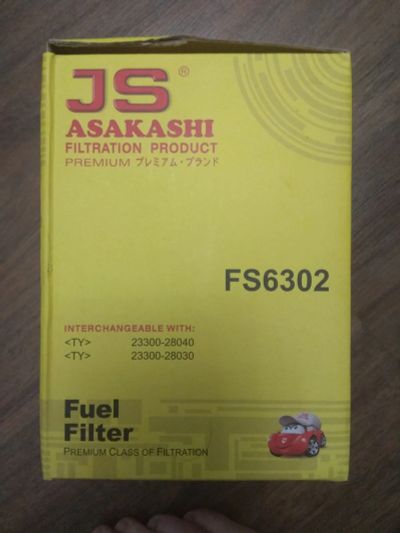 JS®
ASAKASHI
FILTRATION PRODUCT
PREMIUM プレミアム・ブランド
FS6302
INTERCHANGEABLE WITH:
<TY> 23300-28040
<TY> 23300-28030
Fuel
Filter
PREMIUM CLASS OF FILTRATION